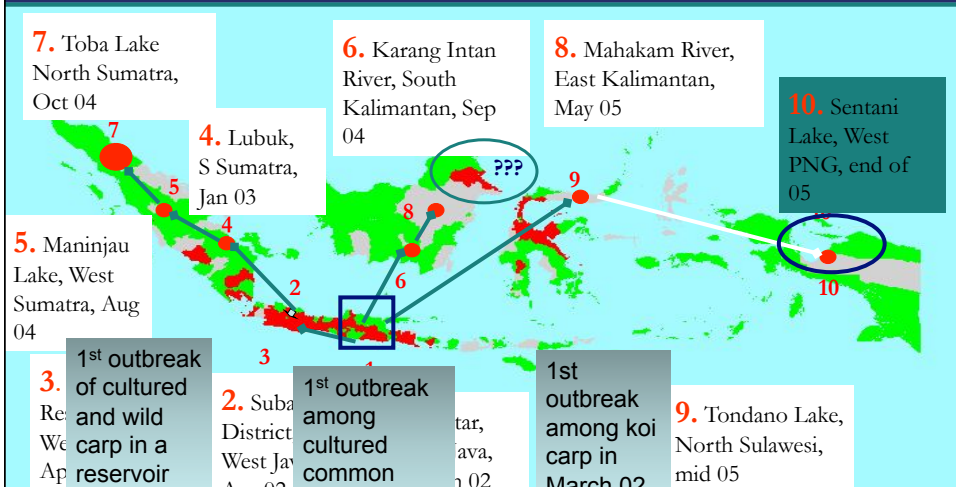 7. Toba Lake
North Sumatra,
Oct 04
6. Karang Intan
River, South
Kalimantan, Sep
04
8. Mahakam River,
East Kalimantan,
May 05
10. Sentani
Lake, West
PNG, end of
05
4. Lubuk,
S Sumatra,
Jan 03
5. Maninjau
Lake, West
Sumatra, Aug
04
7
5
4
2
3
8
6
???
9
10
3.
1st outbreak
of cultured
and wild
carp in a
reservoir
2.
District
1st outbreak
among
cultured
common
02
1st
outbreak
among koi
carp in
March 02
9. Tondano Lake,
North Sulawesi,
mid 05